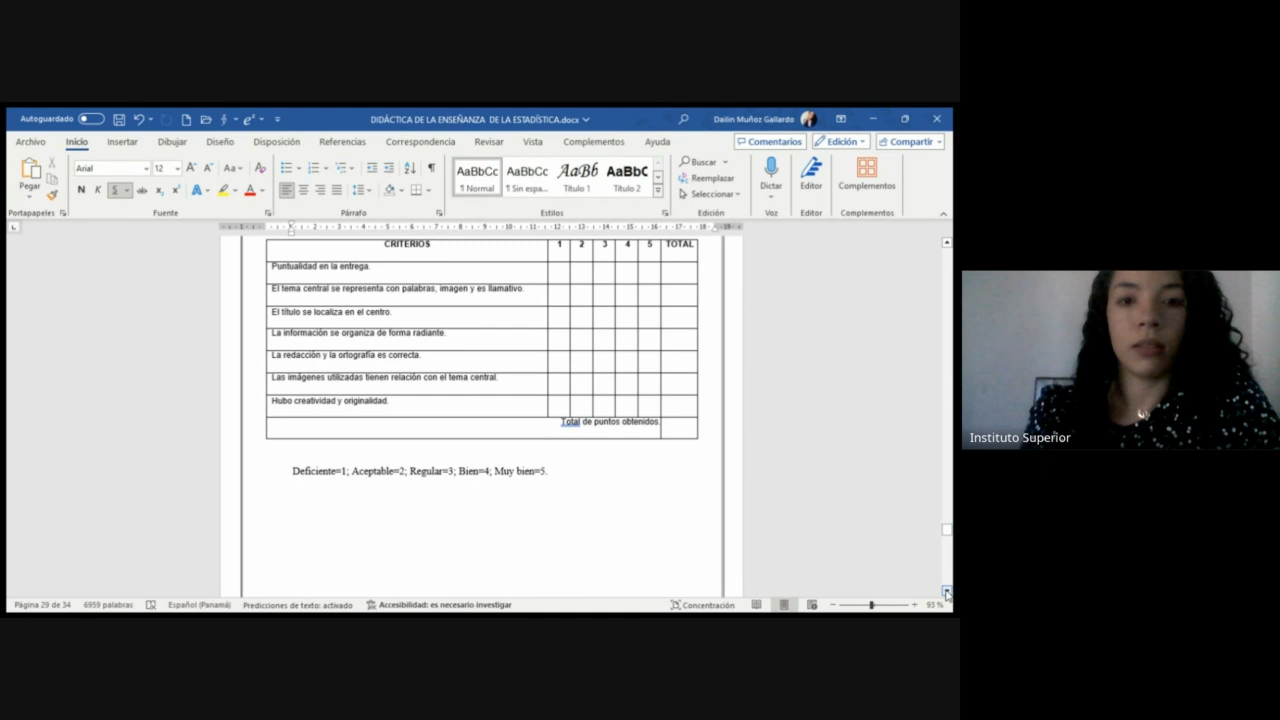 Autoguardado
DIDÁCTICA DE LA ENSEÑANZA DE LA ESTADÍSTICA.docx
Dailin Muñoz Gallardo
Archivo Inicio Insertar Dibujar Diseño Disposición Referencias Correspondencia Revisar Vista Complementos Ayuda
Comentarios Edición Compartir
Pegar
Arial 12
N K S ab x₂ x²
AaBbCc AaBbCc AaBb AaBbC
¶ Normal ¶ Sin espa... Título 1 Título 2
Buscar
Reemplazar
Seleccionar
Dictar Editor Complementos
Portapapeles Fuente Párrafo Estilos Edición Voz Editor Complementos
CRITERIOS 1 2 3 4 5 TOTAL
Puntualidad en la entrega.
El tema central se representa con palabras, imagen y es llamativo.
El título se localiza en el centro.
La información se organiza de forma radiante.
La redacción y la ortografía es correcta.
Las imágenes utilizadas tienen relación con el tema central.
Hubo creatividad y originalidad.
Total de puntos obtenidos.
Deficiente=1; Aceptable=2; Regular=3; Bien=4; Muy bien=5.
Página 29 de 34 6959 palabras Español (Panamá) Predicciones de texto: activado Accesibilidad: es necesario investigar Concentración 93 %
Instituto Superior